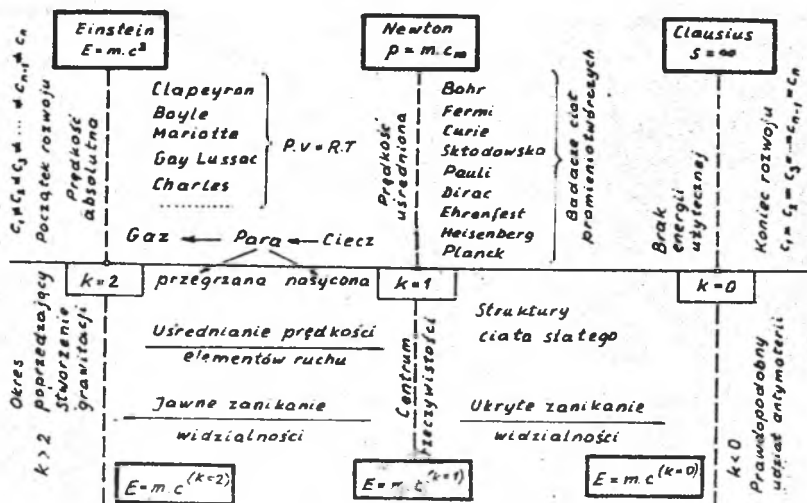 Einstein
E = m.c²
Newton
p = m.c∞
Clausius
S = ∞
c₁ ≠ c₂ ≠ c₃ ≠ ... ≠ cₙ₋₁ ≠ cₙ
Początek rozwoju
Prędkość
absolutna
Clapeyron
Boyle
Mariotte
Gay Lussac
Charles
P.v = R.T
Prędkość
uśredniona
Bohr
Fermi
Curie
Skłodowska
Pauli
Dirac
Ehrenfest
Heisenberg
Planck
Badacze ciał
promieniotwórczych
Brak
energii
użytecznej
Koniec rozwoju
c₁ = c₂ = c₃ = ... = cₙ₋₁ = cₙ
Gaz ← Para ← Ciecz
k = 2
przegrzana
nasycona
k = 1
k = 0
Okres
poprzedzający
stworzenie
grawitacji
k > 2
Uśrednianie prędkości
elementów ruchu
Jawne zanikanie
widzialności
Centrum
rzeczywistości
Struktury
ciała stałego
Ukryte zanikanie
widzialności
k < 0
Prawdopodobny
udział antymaterii
E = m.c^(k=2)
E = m.c^(k=1)
E = m.c^(k=0)